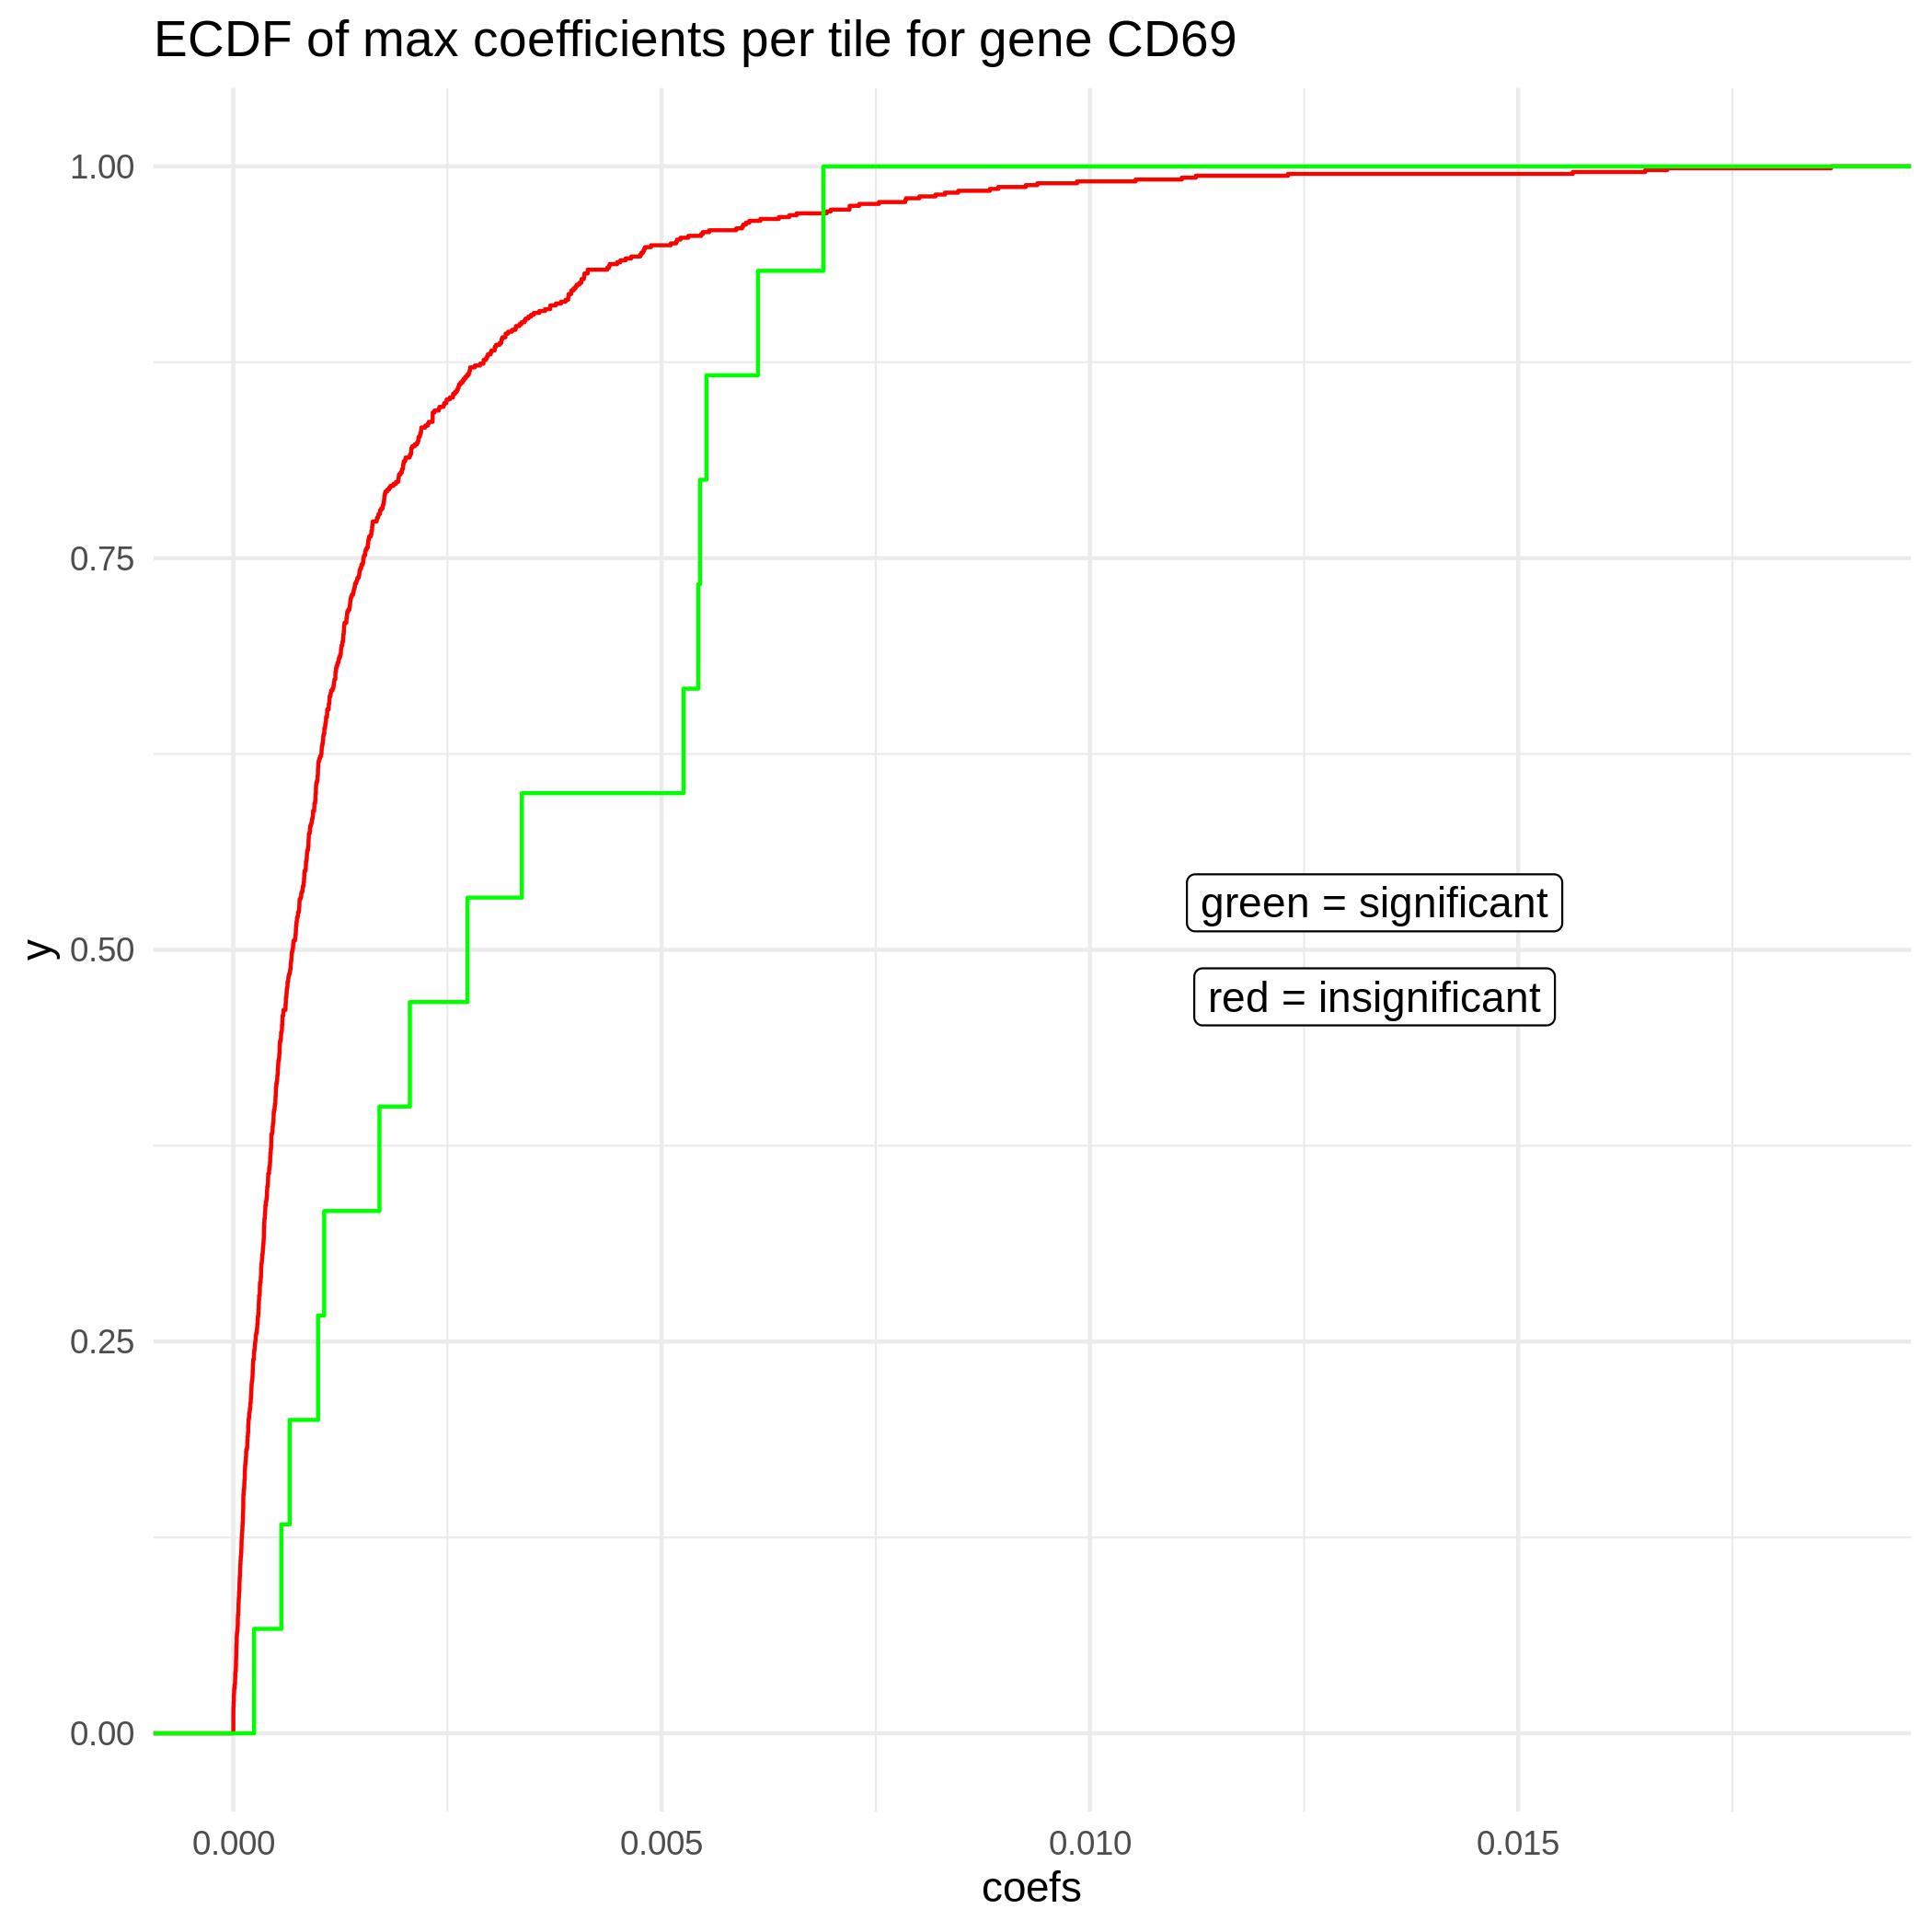 ECDF of max coefficients per tile for gene CD69
1.00
0.75
0.50
0.25
0.00
y
green = significant
red = insignificant
0.000
0.005
0.010
0.015
coefs